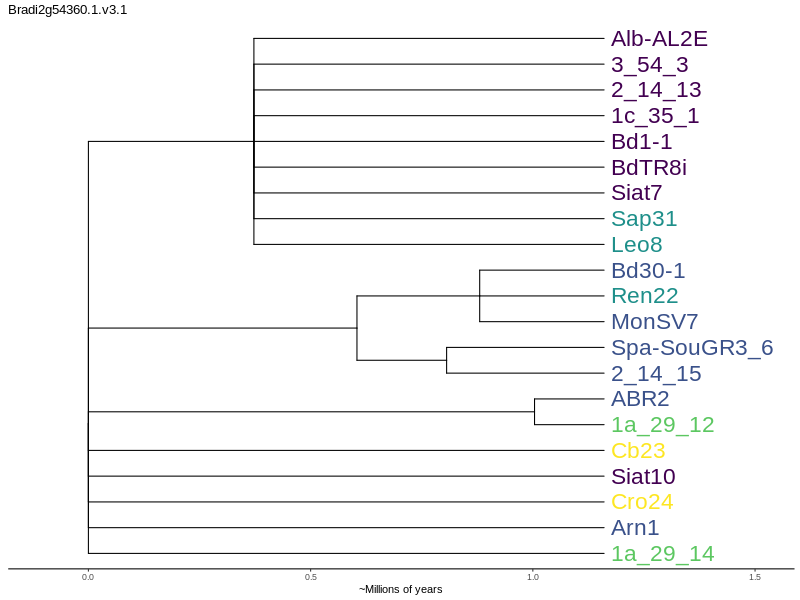 Bradi2g54360.1.v3.1
Alb-AL2E
3_54_3
2_14_13
1c_35_1
Bd1-1
BdTR8i
Siat7
Sap31
Leo8
Bd30-1
Ren22
MonSV7
Spa-SouGR3_6
2_14_15
ABR2
1a_29_12
Cb23
Siat10
Cro24
Arn1
1a_29_14
0.0 0.5 1.0 1.5
~Millions of years